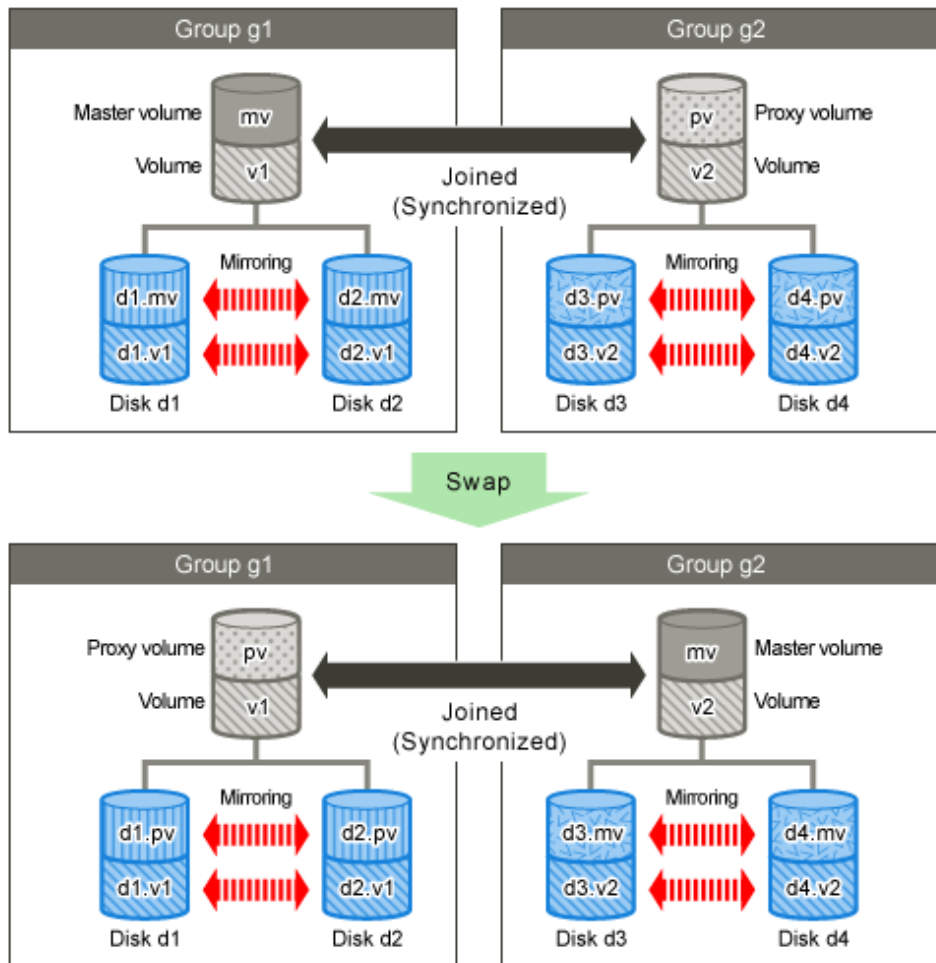 Group g1
Group g2
Master volume
mv
pv
Proxy volume
Volume
v1
v2
Volume
Joined
(Synchronized)
Mirroring
Mirroring
d1.mv
d2.mv
d3.pv
d4.pv
d1.v1
d2.v1
d3.v2
d4.v2
Disk d1
Disk d2
Disk d3
Disk d4
Swap
Group g1
Group g2
Proxy volume
pv
mv
Master volume
Volume
v1
v2
Volume
Joined
(Synchronized)
Mirroring
Mirroring
d1.pv
d2.pv
d3.mv
d4.mv
d1.v1
d2.v1
d3.v2
d4.v2
Disk d1
Disk d2
Disk d3
Disk d4